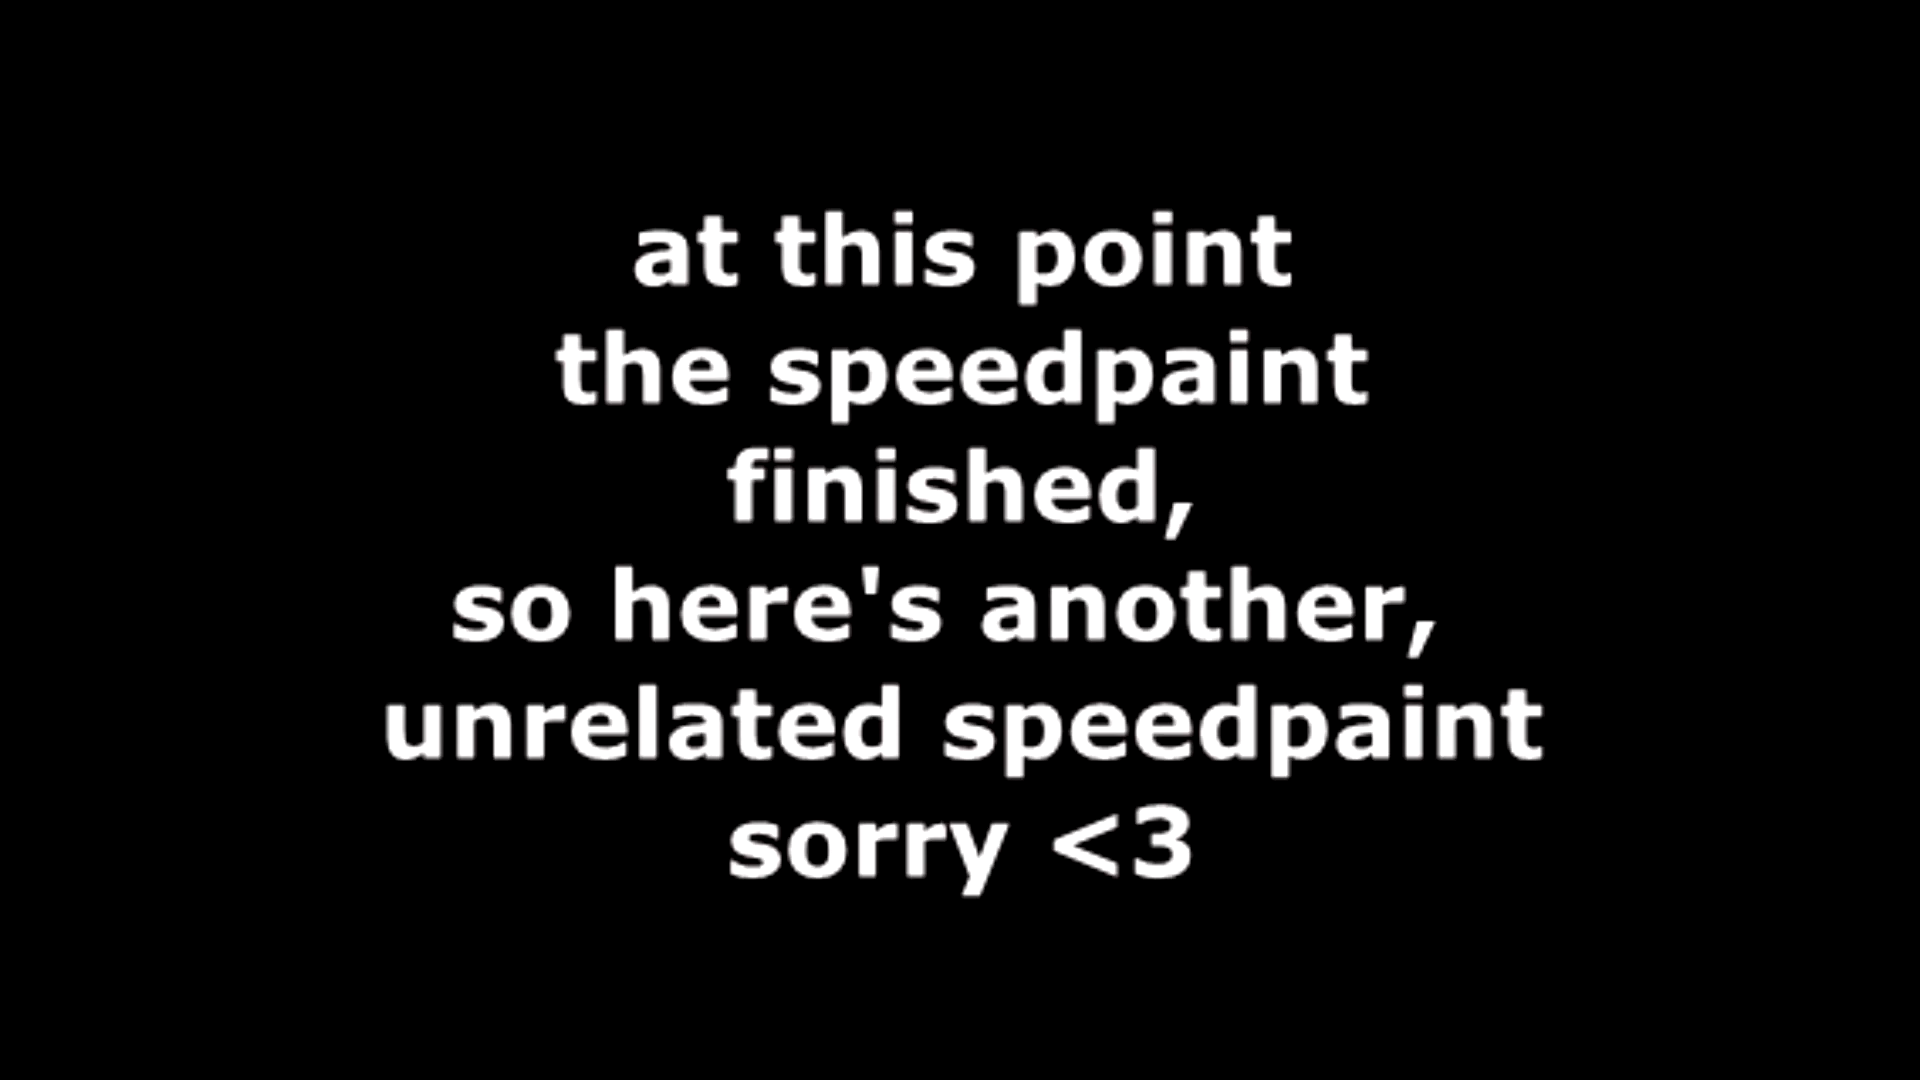 at this point
the speedpaint
finished,
so here's another,
unrelated speedpaint
sorry <3